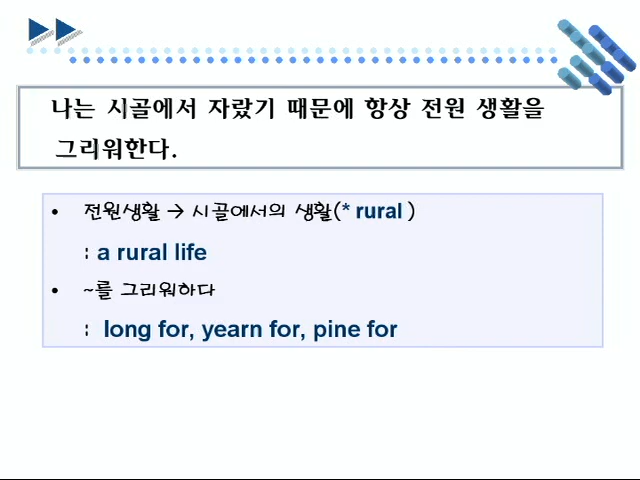 나는 시골에서 자랐기 때문에 항상 전원 생활을
그리워한다.
• 전원생활 → 시골에서의 생활(* rural )
: a rural life
• ~를 그리워하다
: long for, yearn for, pine for